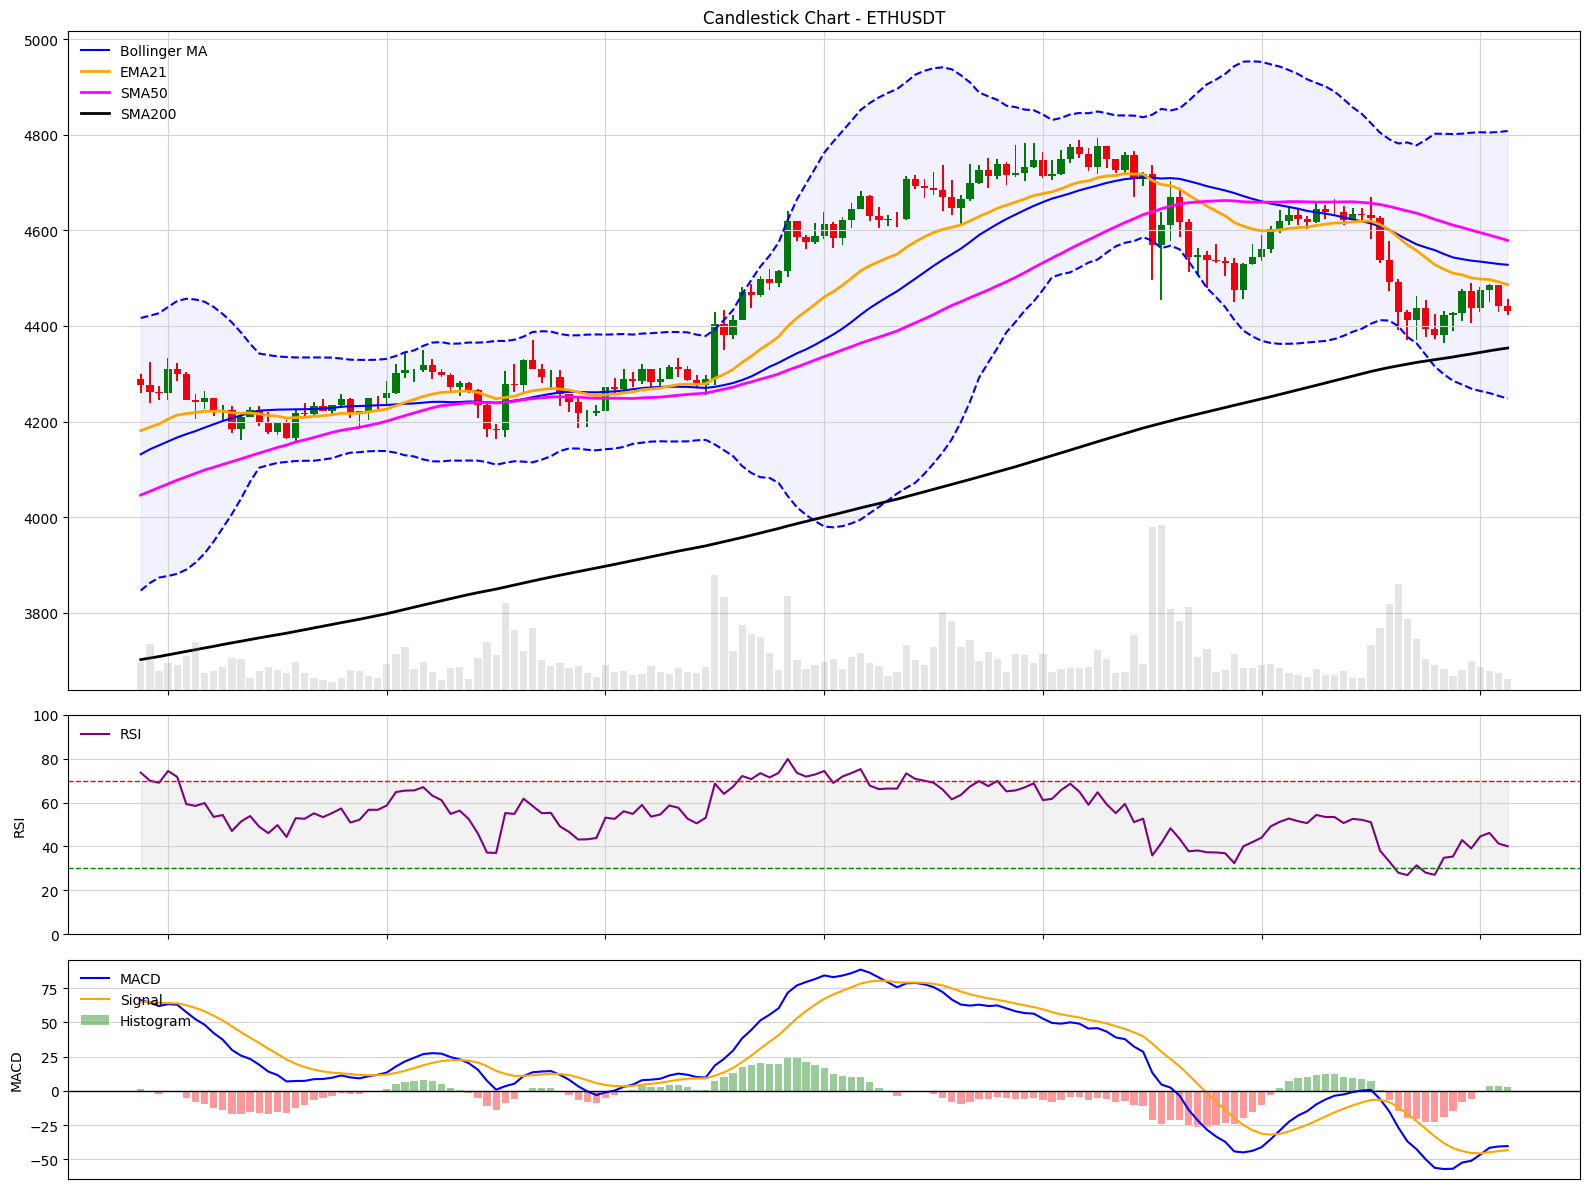 Candlestick Chart - ETHUSDT
5000
4800
4600
4400
4200
4000
3800
Bollinger MA
EMA21
SMA50
SMA200
100
80
60
40
20
0
RSI
RSI
75
50
25
0
−25
−50
MACD
MACD
Signal
Histogram